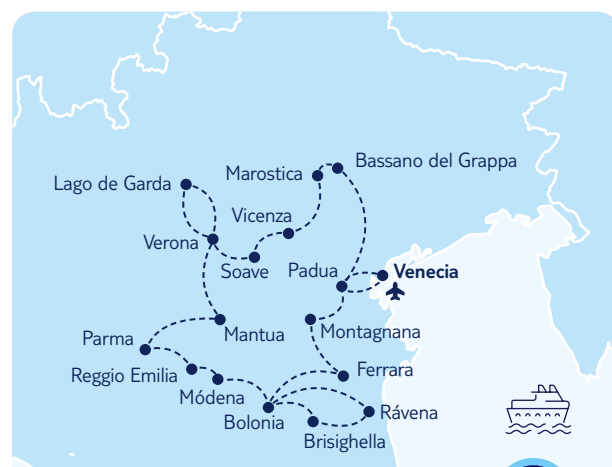 Bassano del Grappa
Marostica
Lago de Garda
Vicenza
Verona
Soave
Padua
Venecia
Mantua
Montagnana
Parma
Ferrara
Reggio Emilia
Módena
Bolonia
Rávena
Brisighella